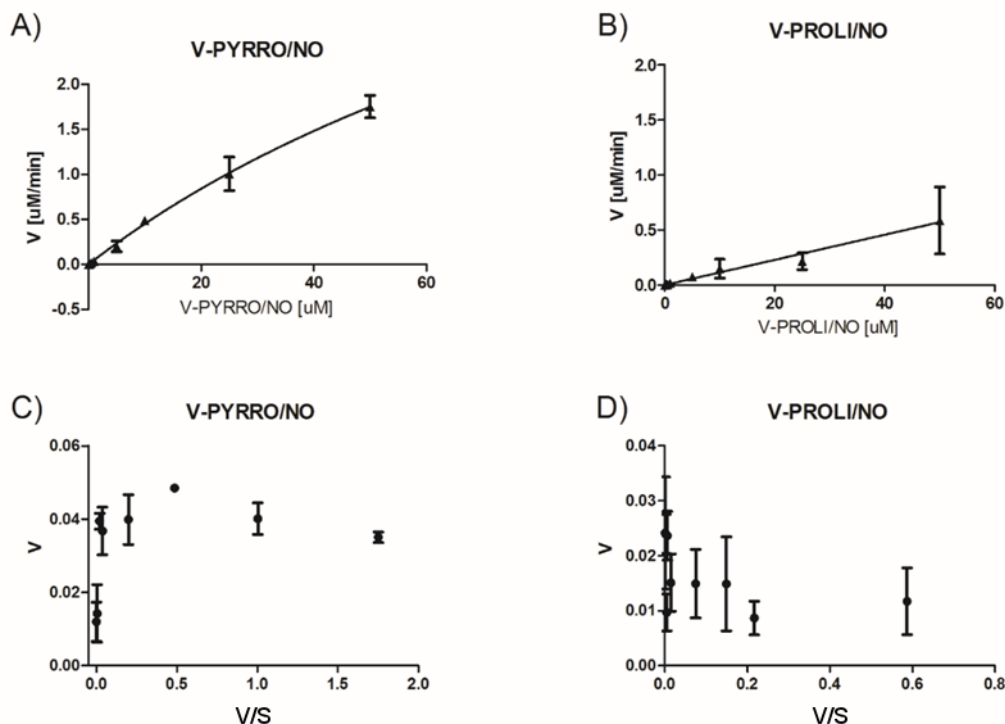 A)
V-PYRRO/NO
V [uM/min]
2.0
1.5
1.0
0.5
0.0
-0.5
20
40
60
V-PYRRO/NO [uM]
B)
V-PROLI/NO
V [uM/min]
2.0
1.5
1.0
0.5
0.0
0
20
40
60
V-PROLI/NO [uM]
C)
V-PYRRO/NO
V
0.06
0.04
0.02
0.00
0.0
0.5
1.0
1.5
2.0
V/S
D)
V-PROLI/NO
V
0.04
0.03
0.02
0.01
0.00
0.0
0.2
0.4
0.6
0.8
V/S